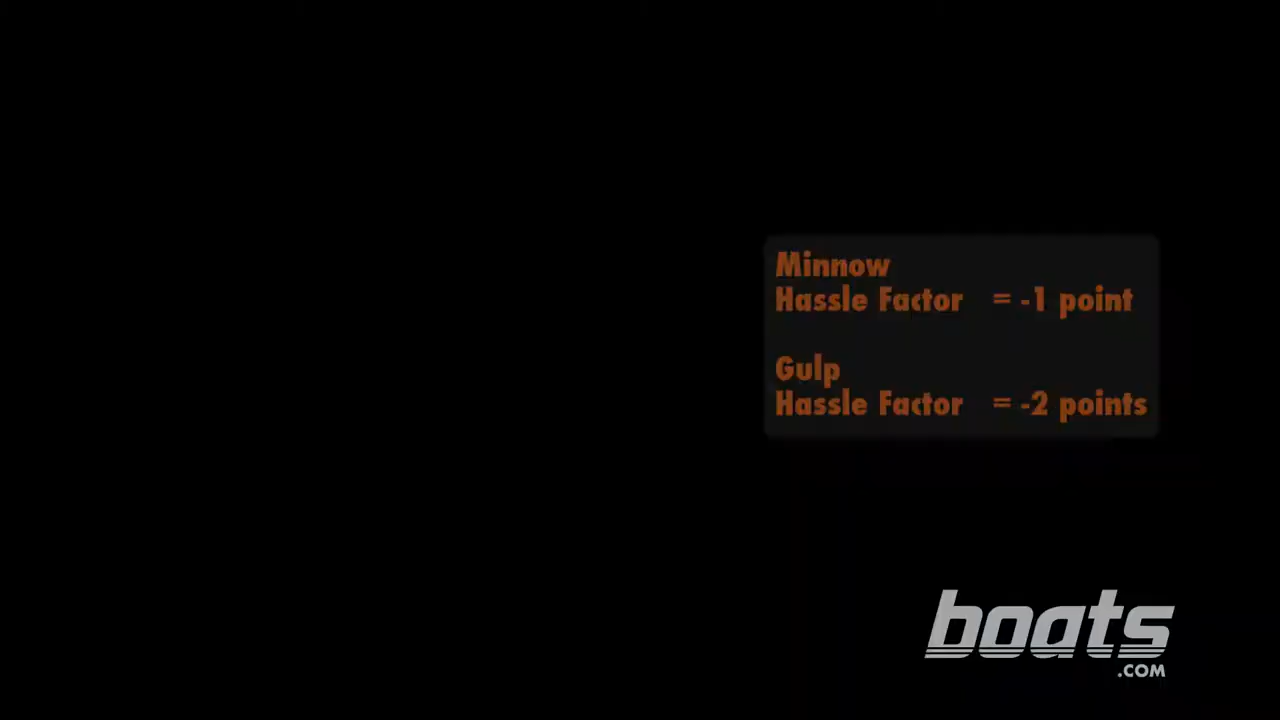 Minnow
Hassle Factor = -1 point
Gulp
Hassle Factor = -2 points
boats
.COM